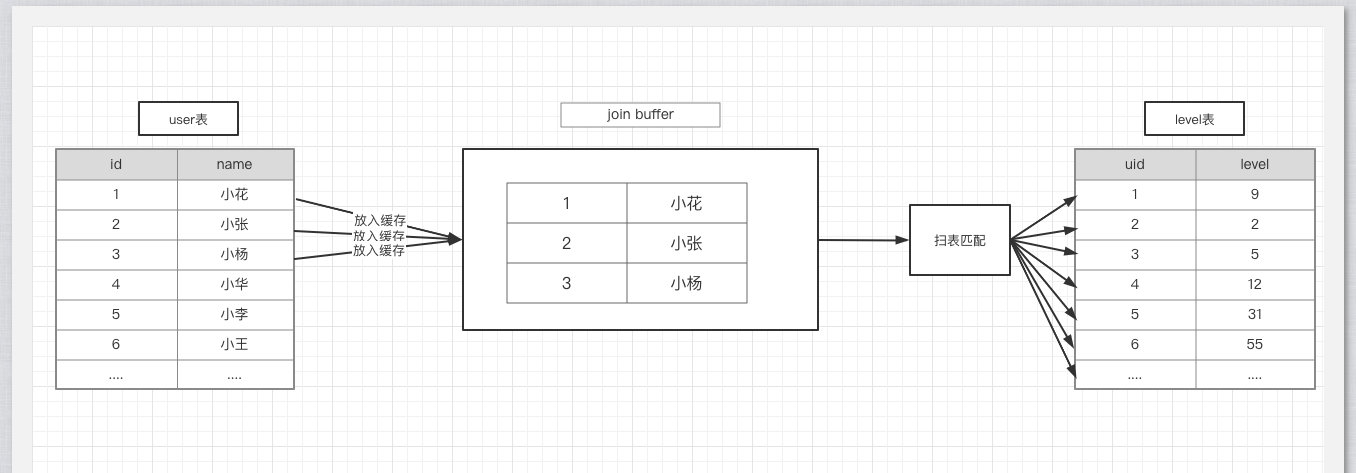 user表
join buffer
level表
id name
1 小花
2 小张
3 小杨
4 小华
5 小李
6 小王
.... ....
放入缓存
放入缓存
放入缓存
1 小花
2 小张
3 小杨
扫表匹配
uid level
1 9
2 2
3 5
4 12
5 31
6 55
.... ....